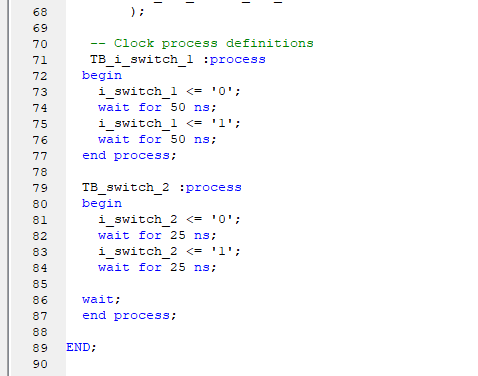 68 );
69
70 -- Clock process definitions
71 TB_i_switch_1 :process
72 begin
73 i_switch_1 <= '0';
74 wait for 50 ns;
75 i_switch_1 <= '1';
76 wait for 50 ns;
77 end process;
78
79 TB_switch_2 :process
80 begin
81 i_switch_2 <= '0';
82 wait for 25 ns;
83 i_switch_2 <= '1';
84 wait for 25 ns;
85
86 wait;
87 end process;
88
89 END;
90